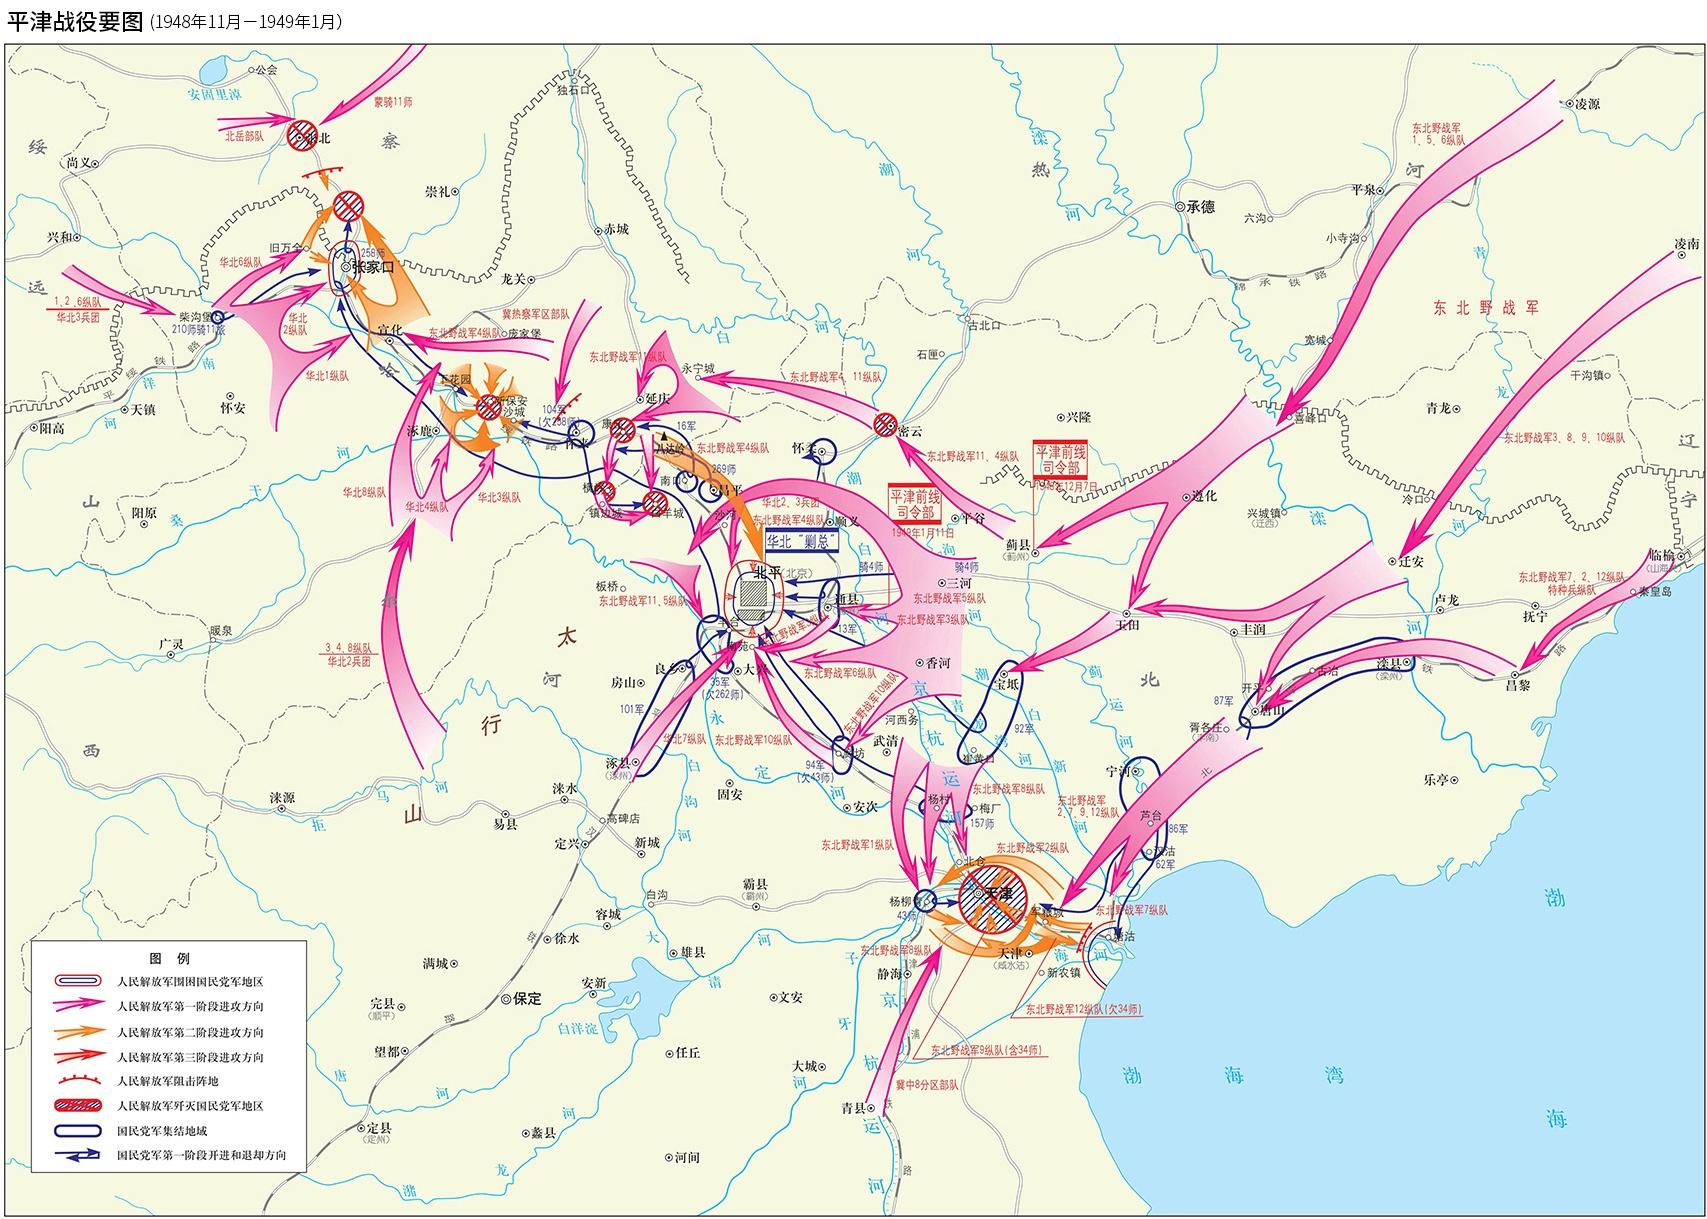 平津战役要图 (1948年11月－1949年1月)
公会
安固里淖
蒙骑11师
独石口
北岳部队
张北
绥
察
尚义
崇礼
兴和
旧万全
258师
张家口
赤城
龙关
远
华北6纵队
1、2、6纵队
华北3兵团
柴沟堡
210师骑11旅
华北
2纵队
宣化
东北野战军4纵队
庞家堡
冀热察军区部队
华北1纵队
平
绥
铁
路
洋
河
南
天镇
怀安
阳高
下花园
新保安
沙城
涿鹿
104军
(欠258师)
怀来
东北野战军11纵队
永宁城
延庆
康庄
16军
八达岭
东北野战军4纵队
269师
南口
昌平
横岭
镇边城
白羊城
华北8纵队
华北4纵队
华北3纵队
山
阳原
桑
干
河
热
河
滦
河
潮
河
白
河
承德
六沟
平泉
小寺沟
锦
承
铁
路
凌源
东北野战军
1、5、6纵队
凌南
青
龙
河
东北野战军
宽城
干沟镇
青龙
东北野战军3、8、9、10纵队
辽
宁
古北口
石匣
东北野战军4、11纵队
密云
兴隆
喜峰口
怀柔
东北野战军11、4纵队
平津前线
司令部
1948年12月7日
平津前线
司令部
1949年1月11日
平谷
遵化
兴城镇
(迁西)
冷口
蓟县
(蓟州)
迁安
临榆
(山海关)
秦皇岛
东北野战军7、2、12纵队
特种兵纵队
卢龙
抚宁
昌黎
沙河
华北2、3兵团
东北野战军4纵队
顺义
华北“剿总”
北平(北京)
骑4师
骑4师
三河
东北野战军5纵队
东北野战军3纵队
通县
13军
板桥
东北野战军11、5纵队
丰台
南苑
大兴
良乡
房山
35军
(欠262师)
101军
东北野战军6纵队
香河
玉田
丰润
宝坻
92军
开平
古冶
滦县
(滦州)
87军
唐山
胥各庄
(丰南)
乐亭
广灵
暖泉
3、4、8纵队
华北2兵团
太
行
山
河
北
西
涞源
涞水
易县
涿县
(涿州)
华北7纵队
东北野战军10纵队
东北野战军10纵队
河西务
武清
廊坊
94军
(欠43师)
永
定
河
固安
安次
崔黄口
宁河
芦台
86军
汉沽
62军
东北野战军
2、7、9、12纵队
杨村
梅厂
157师
东北野战军8纵队
东北野战军1纵队
北仓
东北野战军2纵队
天津
杨柳青
43师
军粮城
东北野战军7纵队
塘沽
天津
(咸水沽)
海
河
新农镇
东北野战军8纵队
静海
东北野战军12纵队(欠34师)
东北野战军9纵队(含34师)
冀中8分区部队
青县
高碑店
定兴
新城
白沟
霸县
(霸州)
容城
徐水
雄县
安新
白洋淀
保定
满城
完县
(顺平)
望都
唐
河
定县
(定州)
蠡县
任丘
文安
大城
河间
潴
龙
河
大
清
河
子
牙
河
京
杭
运
河
拒
马
河
渤
海
渤
海
湾
图 例
人民解放军围困国民党军地区
人民解放军第一阶段进攻方向
人民解放军第二阶段进攻方向
人民解放军第三阶段进攻方向
人民解放军阻击阵地
人民解放军歼灭国民党军地区
国民党军集结地域
国民党军第一阶段开进和退却方向